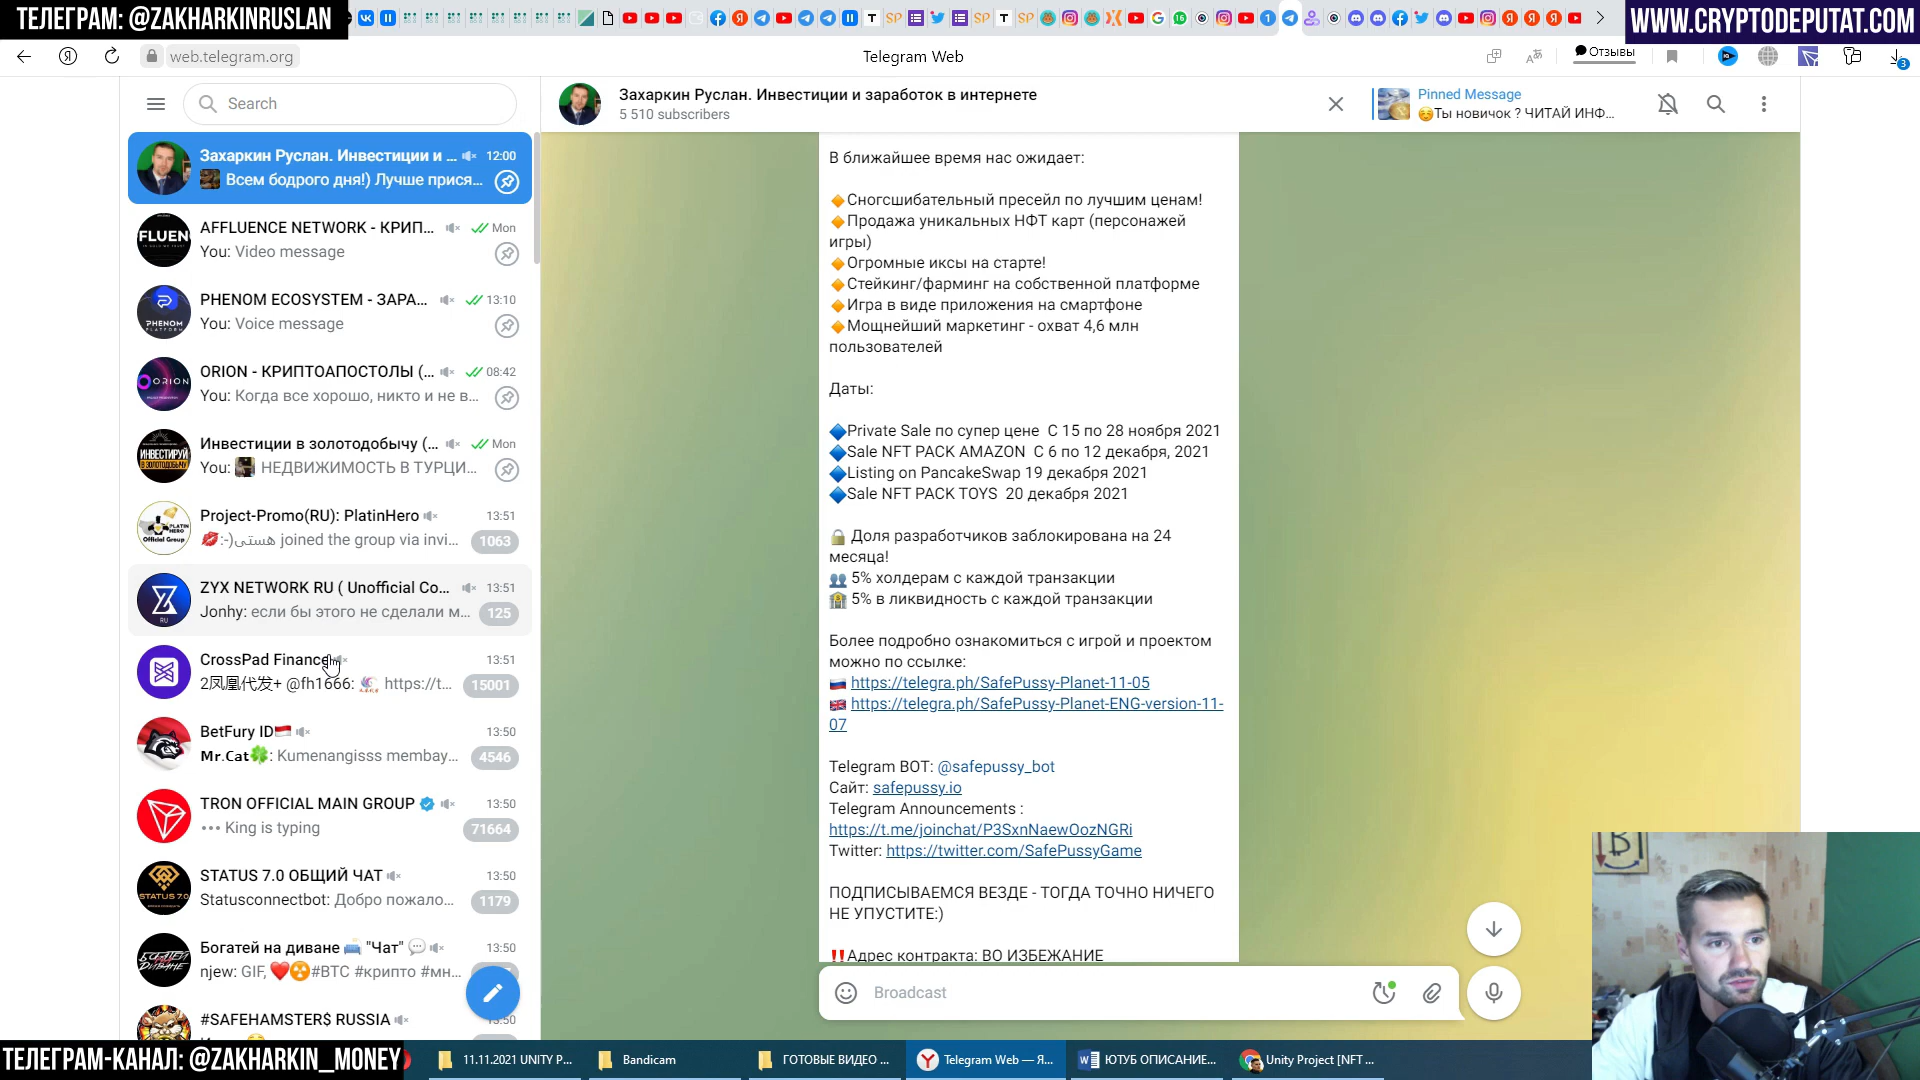 ТЕЛЕГРАМ: @ZAKHARKINRUSLAN
WWW.CRYPTODEPUTAT.COM
web.telegram.org
Telegram Web
Отзывы
3
Search
Захаркин Руслан. Инвестиции и ... 12:00
Всем бодрого дня!) Лучше прися...
AFFLUENCE NETWORK - КРИП... Mon
You: Video message
PHENOM ECOSYSTEM - ЗАРА... 13:10
You: Voice message
ORION - КРИПТОАПОСТОЛЫ (... 08:42
You: Когда все хорошо, никто и не в...
Инвестиции в золотодобычу (... Mon
You: НЕДВИЖИМОСТЬ В ТУРЦИ...
Project-Promo(RU): PlatinHero 13:51
💋:-)هستی joined the group via invi... 1063
ZYX NETWORK RU ( Unofficial Co... 13:51
Jonhy: если бы этого не сделали м... 125
CrossPad Finance 13:51
2凤凰代发+ @fh1666: https://t... 15001
BetFury ID 13:50
Mr.Cat🍀: Kumenangisss membay... 4546
TRON OFFICIAL MAIN GROUP 13:50
King is typing 71664
STATUS 7.0 ОБЩИЙ ЧАТ 13:50
Statusconnectbot: Добро пожало... 1179
Богатей на диване 🛋 "Чат" 💬 13:50
njew: GIF, ❤️☢️#BTC #крипто #мн...
#SAFEHAMSTER$ RUSSIA 13:50
Захаркин Руслан. Инвестиции и заработок в интернете
5 510 subscribers
Pinned Message
☺️Ты новичок ? ЧИТАЙ ИНФ...
В ближайшее время нас ожидает:
🔸Сногсшибательный пресейл по лучшим ценам!
🔸Продажа уникальных НФТ карт (персонажей
игры)
🔸Огромные иксы на старте!
🔸Стейкинг/фарминг на собственной платформе
🔸Игра в виде приложения на смартфоне
🔸Мощнейший маркетинг - охват 4,6 млн
пользователей
Даты:
🔷Private Sale по супер цене С 15 по 28 ноября 2021
🔷Sale NFT PACK AMAZON С 6 по 12 декабря, 2021
🔷Listing on PancakeSwap 19 декабря 2021
🔷Sale NFT PACK TOYS 20 декабря 2021
🔒 Доля разработчиков заблокирована на 24
месяца!
👥 5% холдерам с каждой транзакции
🏦 5% в ликвидность с каждой транзакции
Более подробно ознакомиться с игрой и проектом
можно по ссылке:
🇷🇺 https://telegra.ph/SafePussy-Planet-11-05
🇬🇧 https://telegra.ph/SafePussy-Planet-ENG-version-11-
07
Telegram BOT: @safepussy_bot
Сайт: safepussy.io
Telegram Announcements :
https://t.me/joinchat/P3SxnNaewOozNGRi
Twitter: https://twitter.com/SafePussyGame
ПОДПИСЫВАЕМСЯ ВЕЗДЕ - ТОГДА ТОЧНО НИЧЕГО
НЕ УПУСТИТЕ:)
‼️Адрес контракта: ВО ИЗБЕЖАНИЕ
Broadcast
ТЕЛЕГРАМ-КАНАЛ: @ZAKHARKIN_MONEY
11.11.2021 UNITY P...
Bandicam
ГОТОВЫЕ ВИДЕО ...
Telegram Web — Я...
ЮТУБ ОПИСАНИЕ...
Unity Project [NFT ...